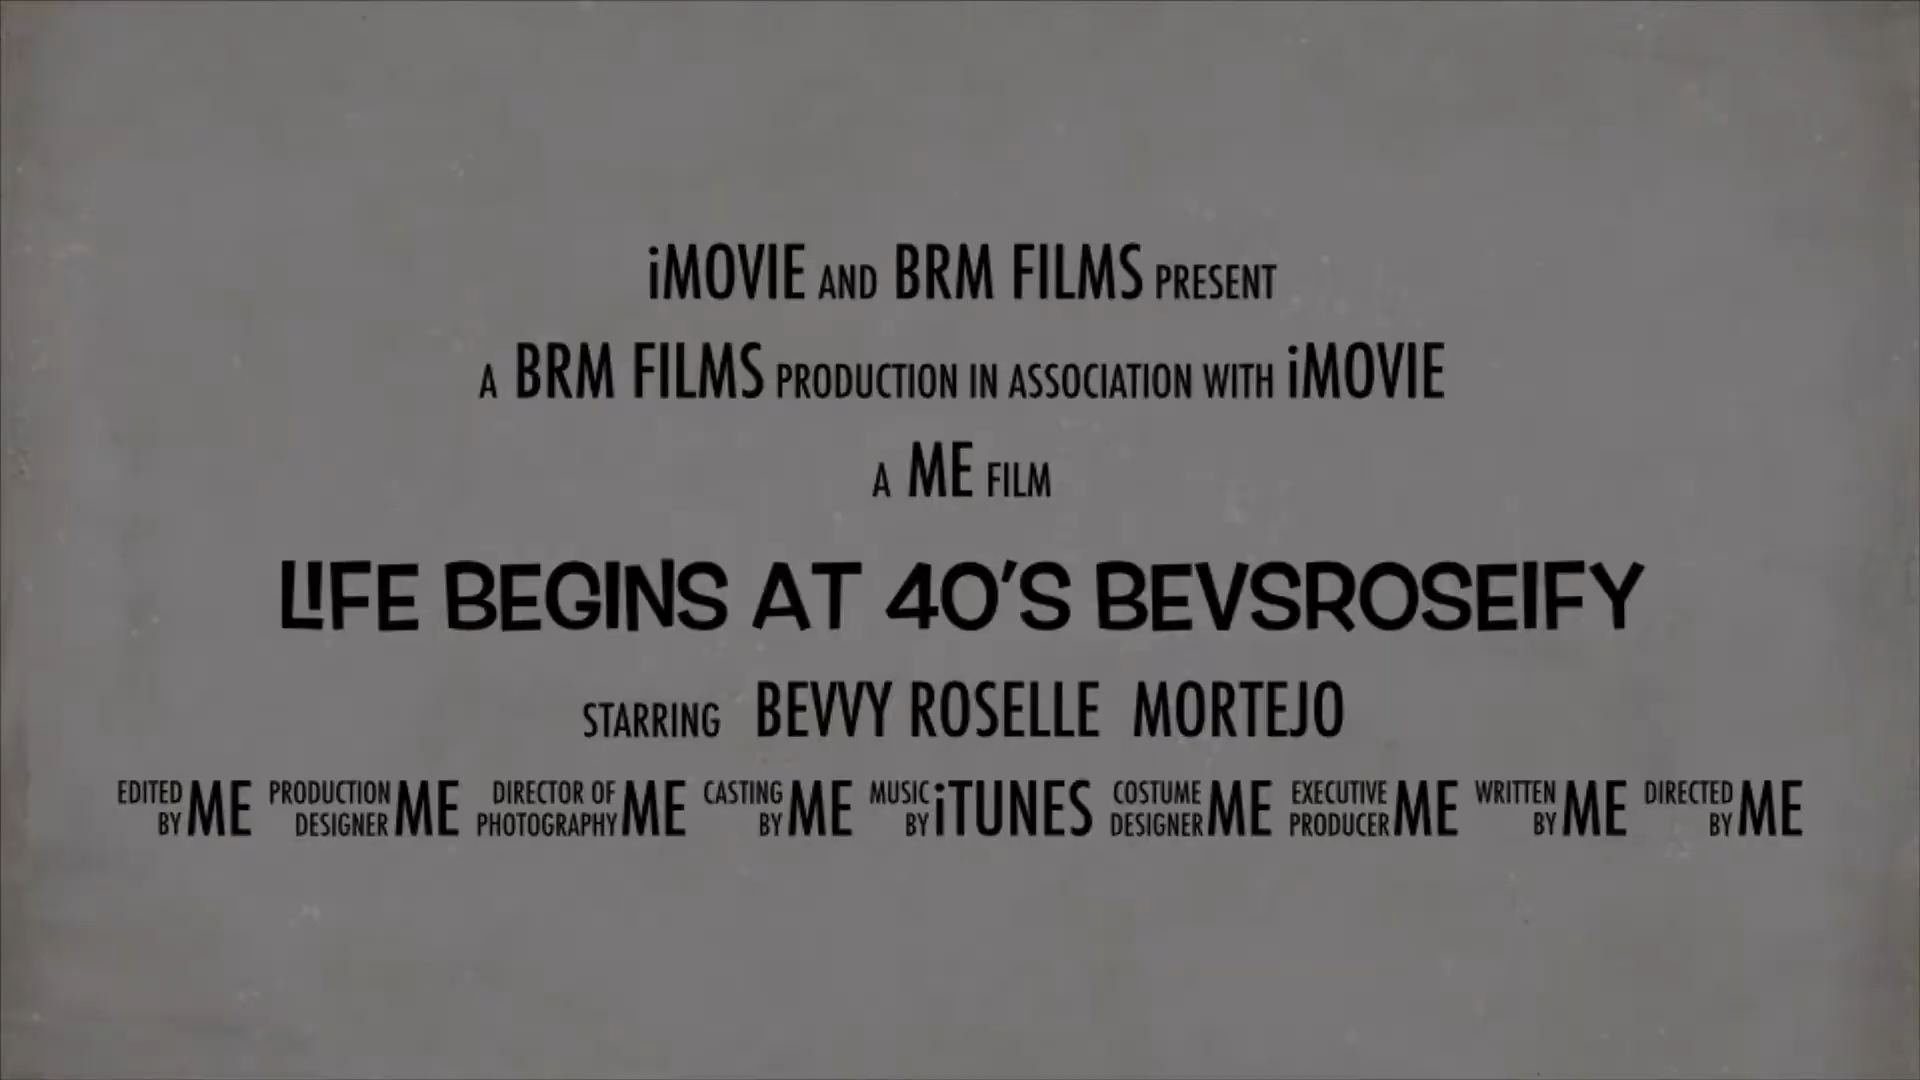 iMOVIE AND BRM FILMS PRESENT
A BRM FILMS PRODUCTION IN ASSOCIATION WITH iMOVIE
A ME FILM
LIFE BEGINS AT 40'S BEVSROSEIFY
STARRING BEVVY ROSELLE MORTEJO
EDITED BY ME PRODUCTION DESIGNER ME DIRECTOR OF PHOTOGRAPHY ME CASTING BY ME MUSIC BY iTUNES COSTUME DESIGNER ME EXECUTIVE PRODUCER ME WRITTEN BY ME DIRECTED BY ME